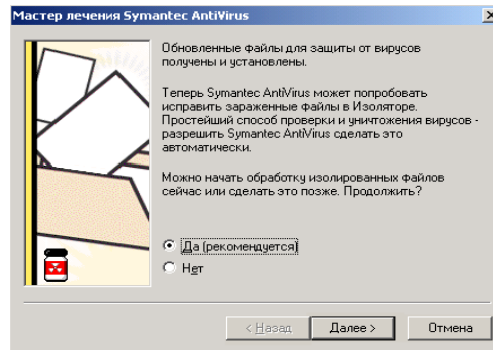 Мастер лечения Symantec AntiVirus
Обновленные файлы для защиты от вирусов
получены и установлены.
Теперь Symantec AntiVirus может попробовать
исправить зараженные файлы в Изоляторе.
Простейший способ проверки и уничтожения вирусов -
разрешить Symantec AntiVirus сделать это
автоматически.
Можно начать обработку изолированных файлов
сейчас или сделать это позже. Продолжить?
Да (рекомендуется)
Нет
< Назад
Далее >
Отмена